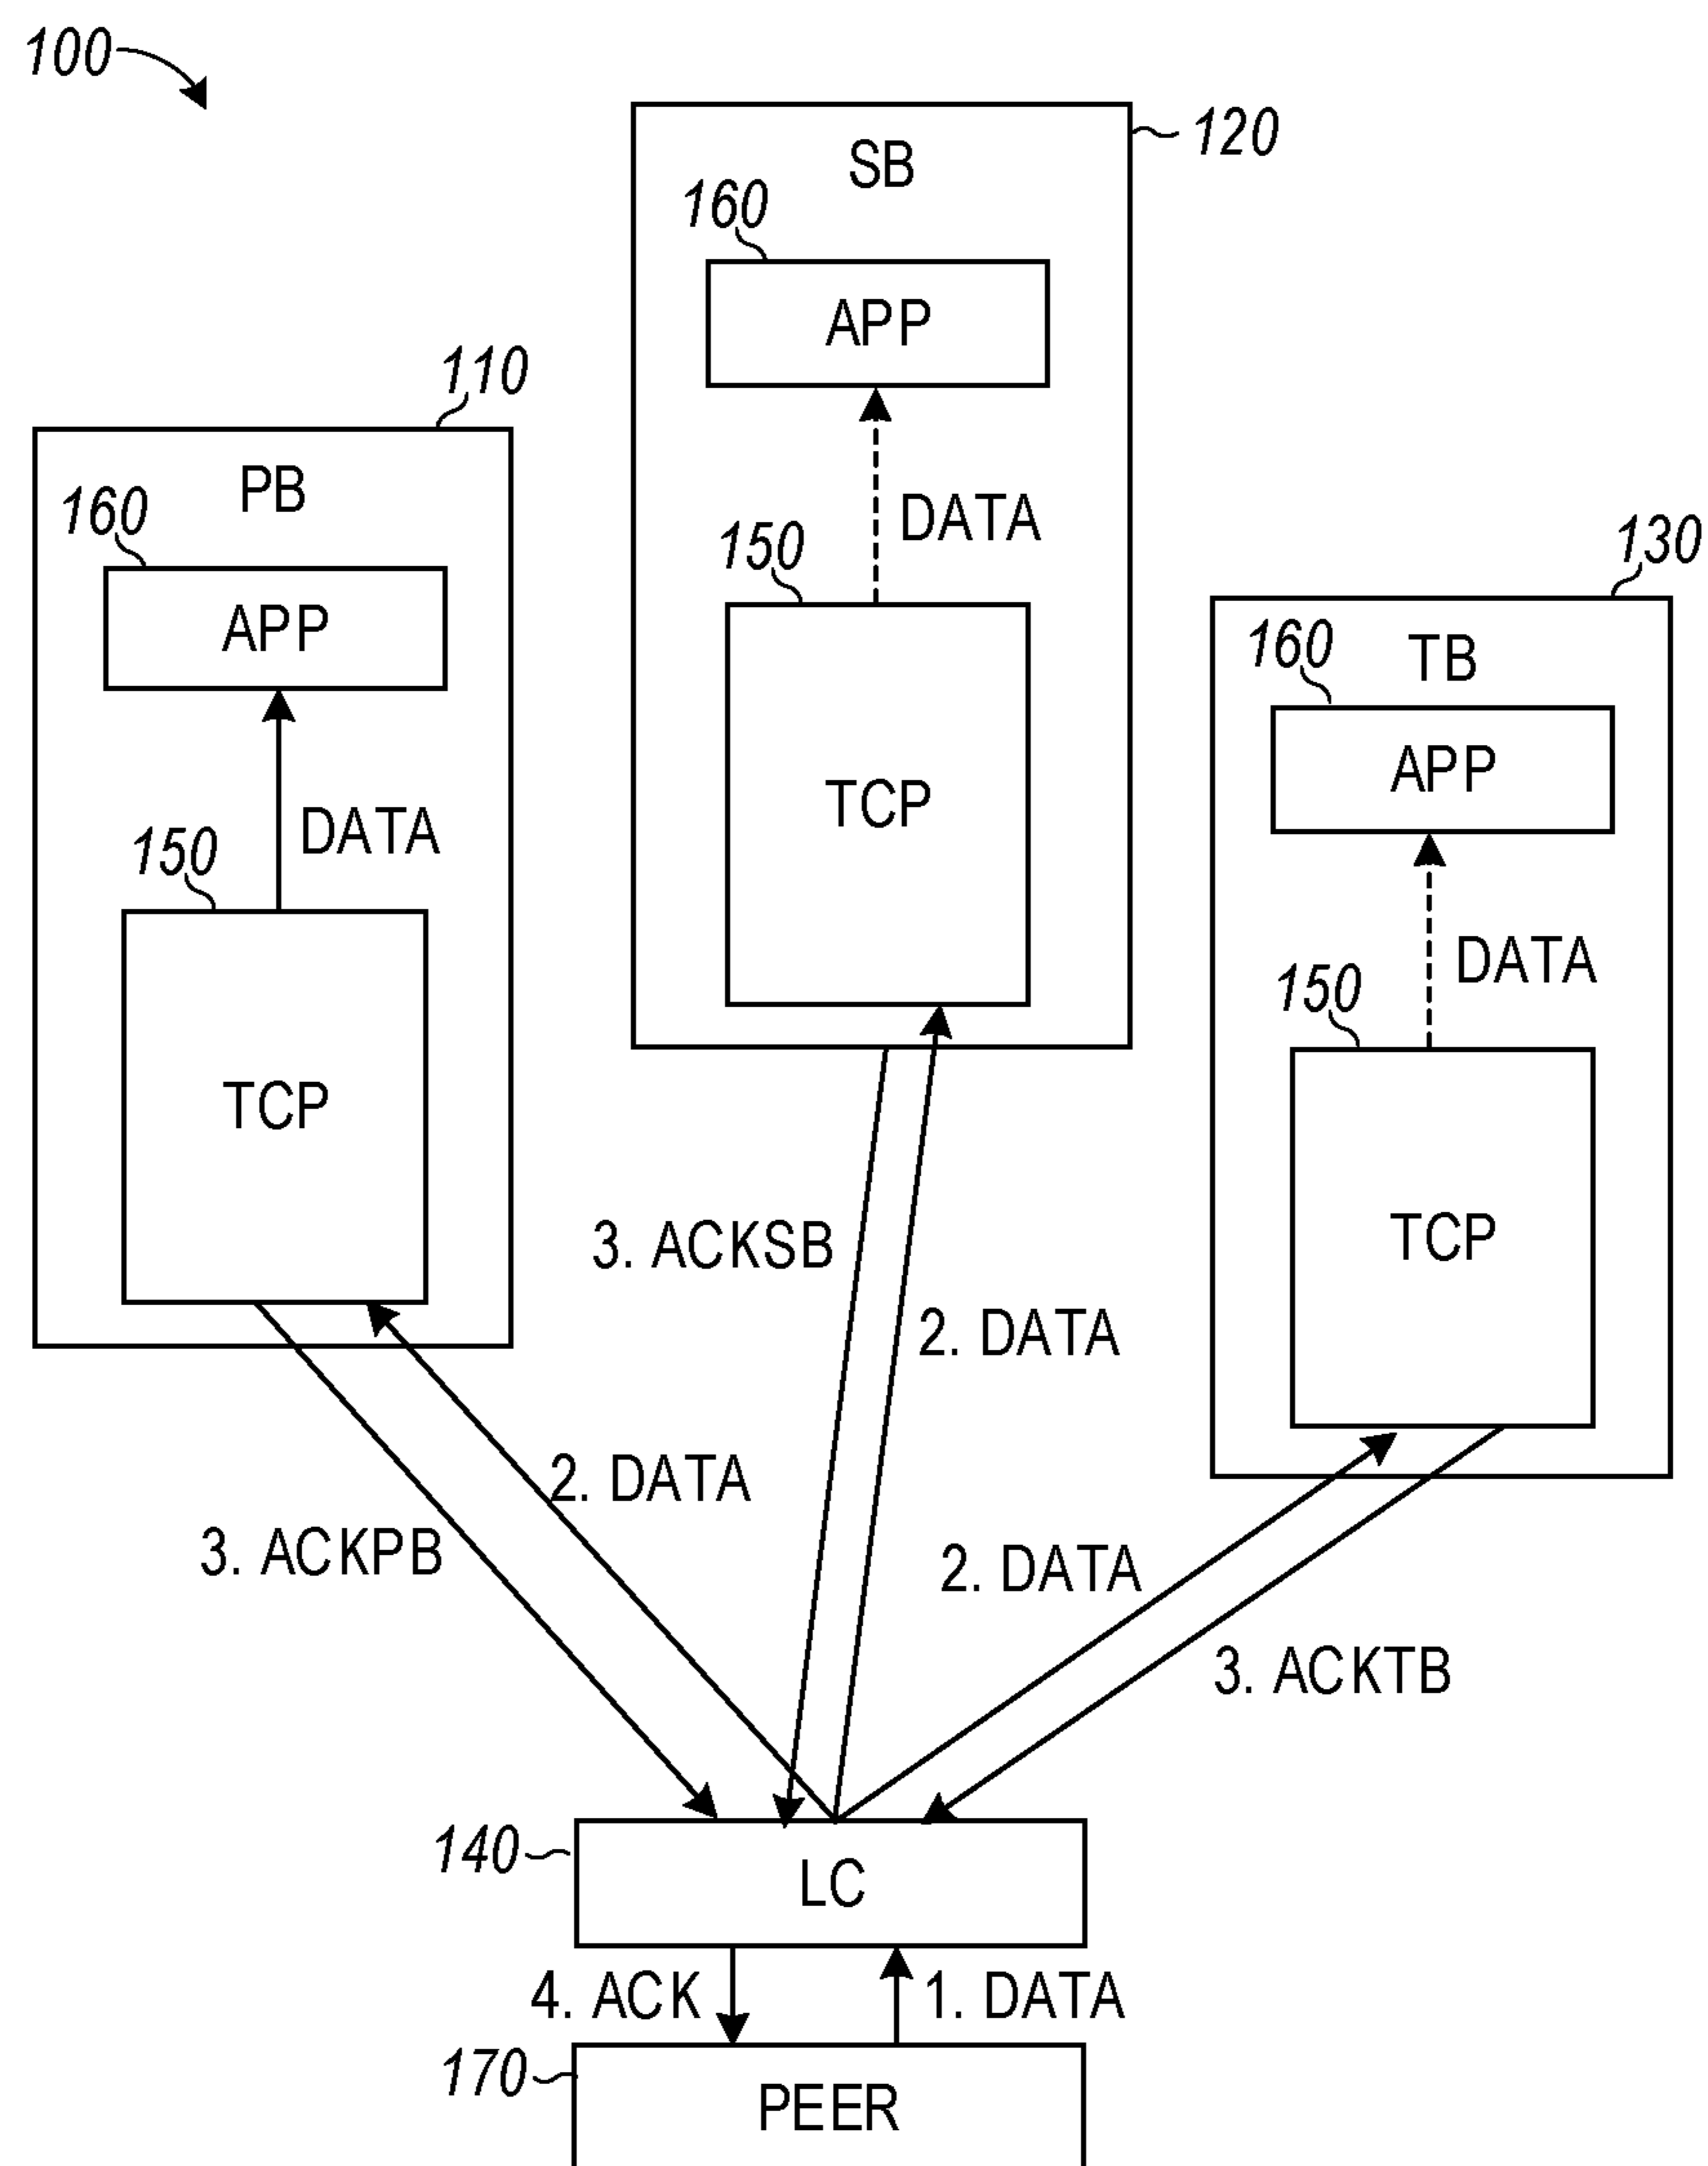 100
120
SB
160
APP
110
DATA
PB
160
150
130
APP
TB
160
TCP
APP
DATA
150
DATA
150
TCP
TCP
3. ACKSB
2. DATA
2. DATA
3. ACKPB
2. DATA
3. ACKTB
140
LC
4. ACK
1. DATA
170
PEER